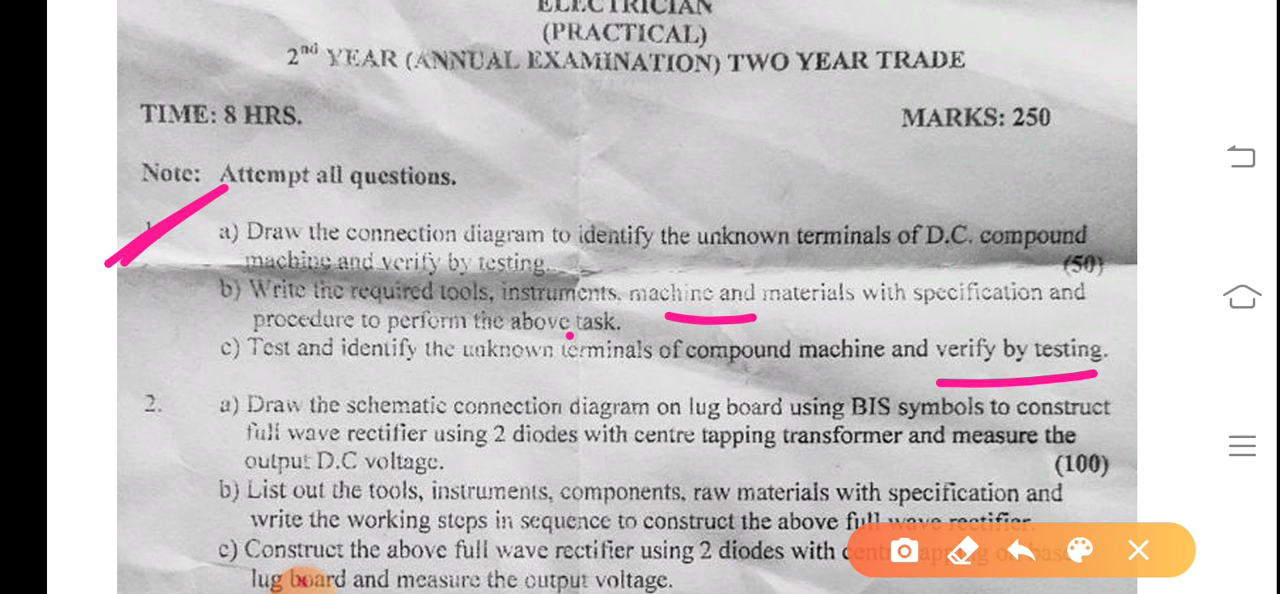 ELECTRICIAN
(PRACTICAL)
2nd YEAR (ANNUAL EXAMINATION) TWO YEAR TRADE
TIME: 8 HRS. MARKS: 250
Note: Attempt all questions.
1. a) Draw the connection diagram to identify the unknown terminals of D.C. compound
machine and verify by testing. (50)
b) Write the required tools, instruments, machine and materials with specification and
procedure to perform the above task.
c) Test and identify the unknown terminals of compound machine and verify by testing.
2. a) Draw the schematic connection diagram on lug board using BIS symbols to construct
full wave rectifier using 2 diodes with centre tapping transformer and measure the
output D.C voltage. (100)
b) List out the tools, instruments, components, raw materials with specification and
write the working steps in sequence to construct the above full wave rectifier.
c) Construct the above full wave rectifier using 2 diodes with centre tapping on
lug board and measure the output voltage.